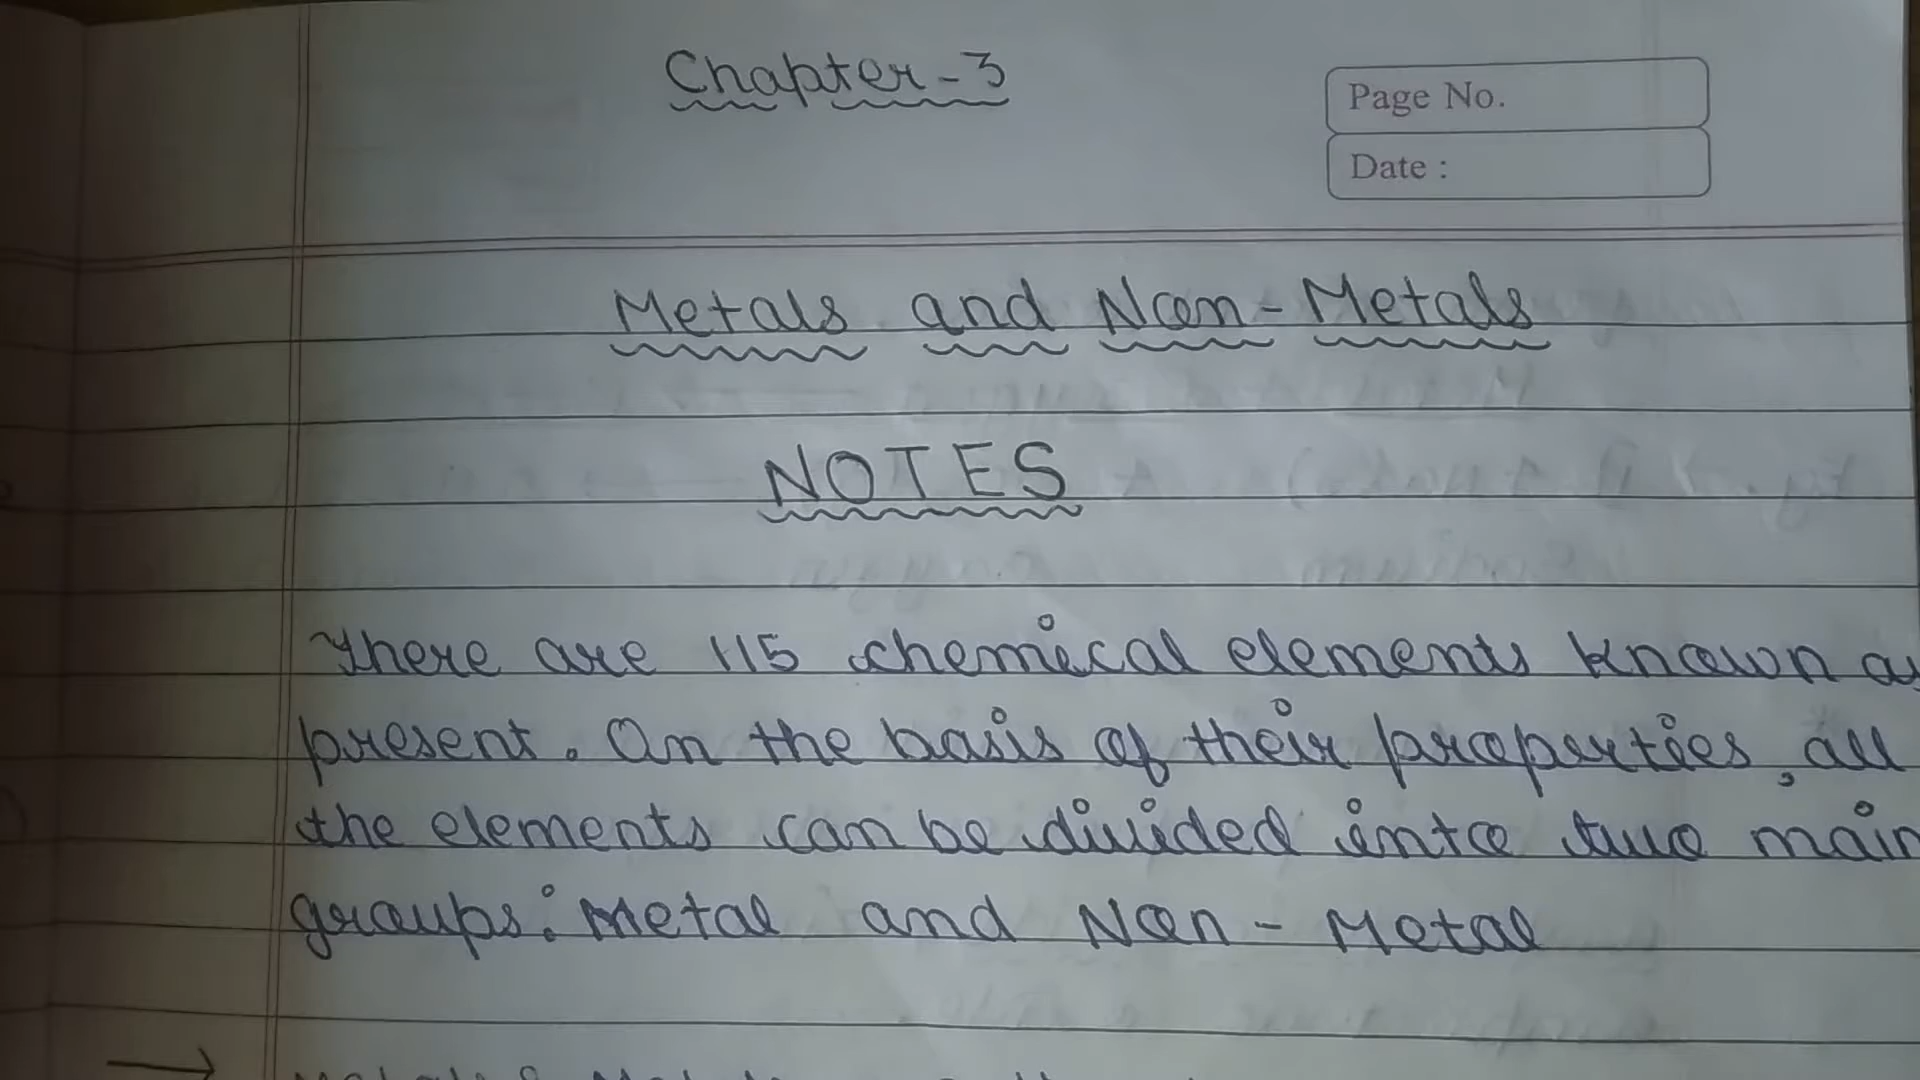 Chapter-3
Page No.
Date :
Metals and Non-Metals
NOTES
There are 115 chemical elements known
present. On the basis of their properties, all
the elements can be divided into two main
groups: Metal and Non-Metal